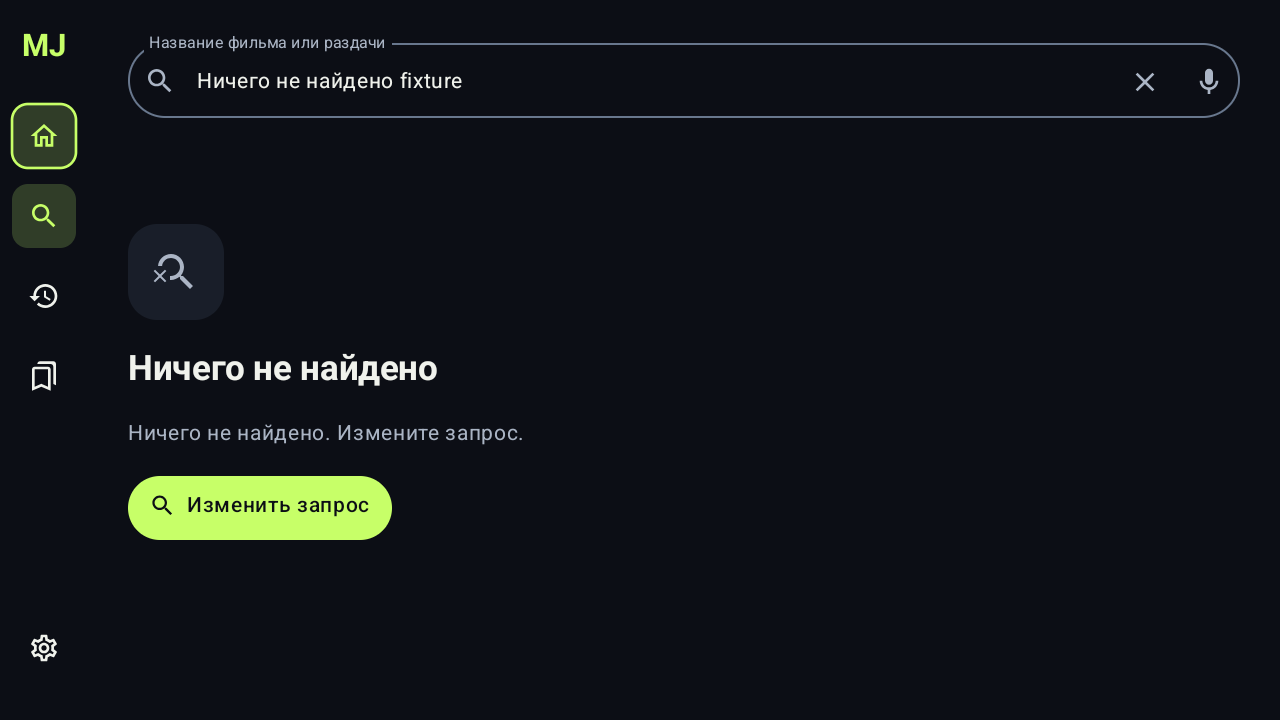 MJ
Название фильма или раздачи
Ничего не найдено fixture
Ничего не найдено
Ничего не найдено. Измените запрос.
Изменить запрос